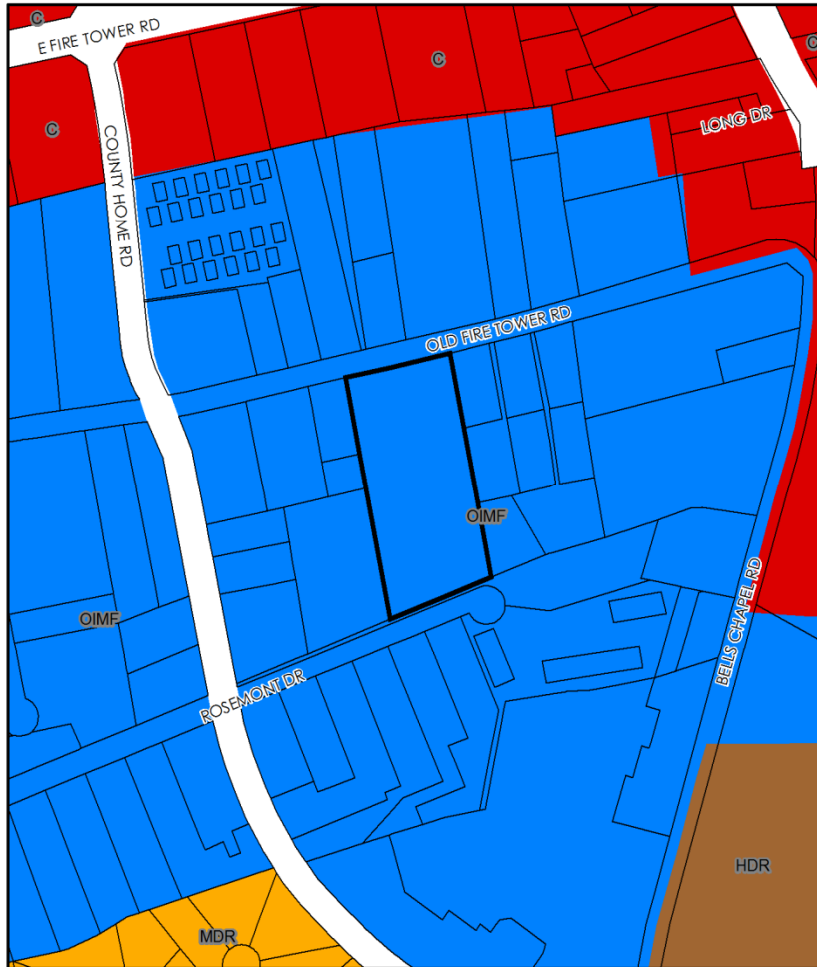 C
E FIRE TOWER RD
C
C
C
LONG DR
COUNTY HOME RD
OLD FIRE TOWER RD
OIMF
OIMF
BELLS CHAPEL RD
ROSEMONT DR
HDR
MDR